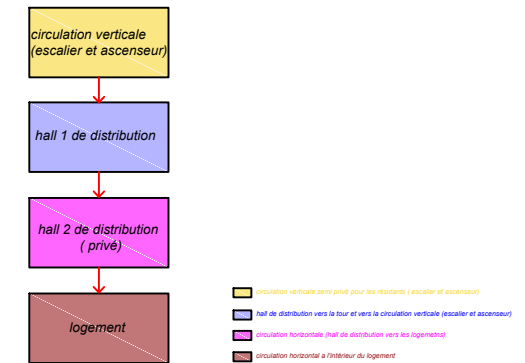 circulation verticale
(escalier et ascenseur)
hall 1 de distribution
hall 2 de distribution
( privé)
logement
circulation verticale semi privé pour les résidants ( escalier et escenseur)
hall de distribution vers la tour et vers la circulation verticale (escalier et asenseur)
circulation horizontale (hall de distribution vers les logemetns)
circulation horizontal a l'intérieur du logement